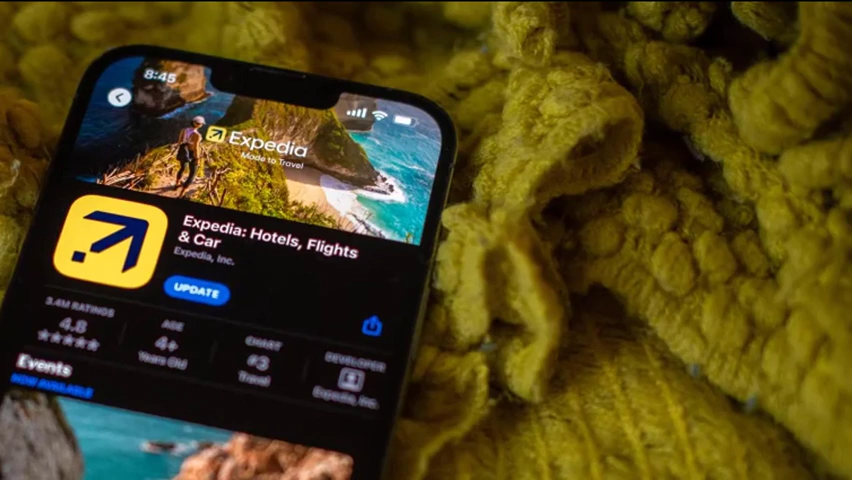 8:45
Expedia
Made to Travel
Expedia: Hotels, Flights
& Car
Expedia, Inc.
UPDATE
3.4M RATINGS
4.8
AGE
4+
Years Old
CHART
#3
Travel
DEVELOPER
Expedia, Inc.
Events
NOW AVAILABLE